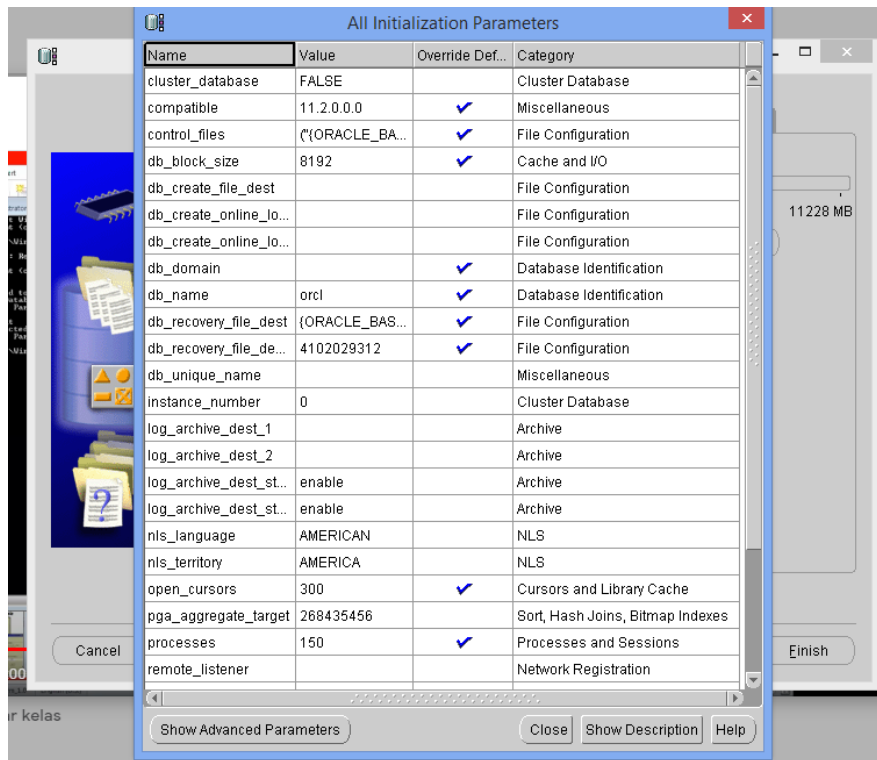 All Initialization Parameters
Name Value Override Def... Category
cluster_database FALSE Cluster Database
compatible 11.2.0.0.0 Miscellaneous
control_files ("{ORACLE_BA... File Configuration
db_block_size 8192 Cache and I/O
db_create_file_dest File Configuration
db_create_online_lo... File Configuration
db_create_online_lo... File Configuration
db_domain Database Identification
db_name orcl Database Identification
db_recovery_file_dest {ORACLE_BAS... File Configuration
db_recovery_file_de... 4102029312 File Configuration
db_unique_name Miscellaneous
instance_number 0 Cluster Database
log_archive_dest_1 Archive
log_archive_dest_2 Archive
log_archive_dest_st... enable Archive
log_archive_dest_st... enable Archive
nls_language AMERICAN NLS
nls_territory AMERICA NLS
open_cursors 300 Cursors and Library Cache
pga_aggregate_target 268435456 Sort, Hash Joins, Bitmap Indexes
processes 150 Processes and Sessions
remote_listener Network Registration
Show Advanced Parameters Close Show Description Help
11228 MB
Cancel Finish
kelas